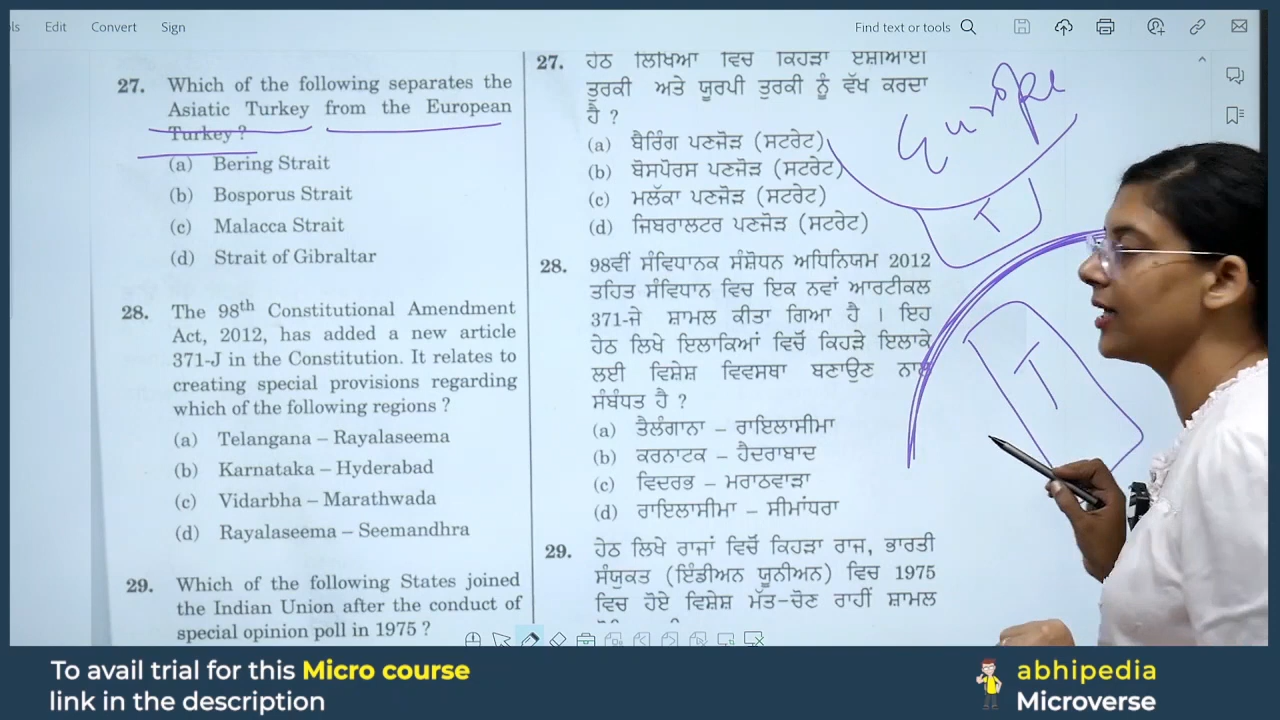 Edit
Convert
Sign
Find text or tools
27. Which of the following separates the
Asiatic Turkey from the European
Turkey ?
(a) Bering Strait
(b) Bosporus Strait
(c) Malacca Strait
(d) Strait of Gibraltar
28. The 98th Constitutional Amendment
Act, 2012, has added a new article
371-J in the Constitution. It relates to
creating special provisions regarding
which of the following regions ?
(a) Telangana – Rayalaseema
(b) Karnataka – Hyderabad
(c) Vidarbha – Marathwada
(d) Rayalaseema – Seemandhra
29. Which of the following States joined
the Indian Union after the conduct of
special opinion poll in 1975 ?
27. ਹੇਠ ਲਿਖਿਆਂ ਵਿਚੋਂ ਕਿਹੜਾ ਏਸ਼ੀਆਈ
ਤੁਰਕੀ ਅਤੇ ਯੂਰਪੀ ਤੁਰਕੀ ਨੂੰ ਵੱਖ ਕਰਦਾ
ਹੈ ?
(a) ਬੈਰਿੰਗ ਪਣਜੋੜ (ਸਟਰੇਟ)
(b) ਬੋਸਪੋਰਸ ਪਣਜੋੜ (ਸਟਰੇਟ)
(c) ਮਲੱਕਾ ਪਣਜੋੜ (ਸਟਰੇਟ)
(d) ਜਿਬਰਾਲਟਰ ਪਣਜੋੜ (ਸਟਰੇਟ)
28. 98ਵੀਂ ਸੰਵਿਧਾਨਕ ਸੰਸ਼ੋਧਨ ਅਧਿਨਿਯਮ 2012
ਤਹਿਤ ਸੰਵਿਧਾਨ ਵਿਚ ਇਕ ਨਵਾਂ ਆਰਟੀਕਲ
371-ਜੇ ਸ਼ਾਮਲ ਕੀਤਾ ਗਿਆ ਹੈ । ਇਹ
ਹੇਠ ਲਿਖੇ ਇਲਾਕਿਆਂ ਵਿਚੋਂ ਕਿਹੜੇ ਇਲਾਕੇ
ਲਈ ਵਿਸ਼ੇਸ਼ ਵਿਵਸਥਾ ਬਣਾਉਣ ਨਾਲ
ਸੰਬੰਧਤ ਹੈ ?
(a) ਤੈਲੰਗਾਨਾ – ਰਾਇਲਾਸੀਮਾ
(b) ਕਰਨਾਟਕ – ਹੈਦਰਾਬਾਦ
(c) ਵਿਦਰਭ – ਮਰਾਠਵਾੜਾ
(d) ਰਾਇਲਾਸੀਮਾ – ਸੀਮਾਂਧਰਾ
29. ਹੇਠ ਲਿਖੇ ਰਾਜਾਂ ਵਿਚੋਂ ਕਿਹੜਾ ਰਾਜ, ਭਾਰਤੀ
ਸੰਯੁਕਤ (ਇੰਡੀਅਨ ਯੂਨੀਅਨ) ਵਿਚ 1975
ਵਿਚ ਹੋਏ ਵਿਸ਼ੇਸ਼ ਮੱਤ-ਚੋਣ ਰਾਹੀਂ ਸ਼ਾਮਲ
Europe
T
T
To avail trial for this Micro course
link in the description
abhipedia
Microverse